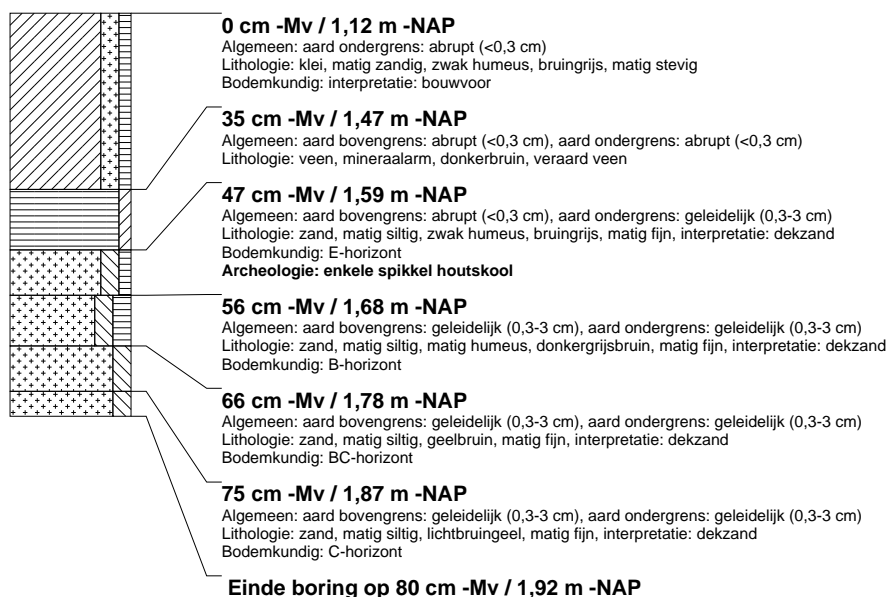 0 cm -Mv / 1,12 m -NAP
Algemeen: aard ondergrens: abrupt (<0,3 cm)
Lithologie: klei, matig zandig, zwak humeus, bruingrijs, matig stevig
Bodemkundig: interpretatie: bouwvoor
35 cm -Mv / 1,47 m -NAP
Algemeen: aard bovengrens: abrupt (<0,3 cm), aard ondergrens: abrupt (<0,3 cm)
Lithologie: veen, mineraalarm, donkerbruin, veraard veen
47 cm -Mv / 1,59 m -NAP
Algemeen: aard bovengrens: abrupt (<0,3 cm), aard ondergrens: geleidelijk (0,3-3 cm)
Lithologie: zand, matig siltig, zwak humeus, bruingrijs, matig fijn, interpretatie: dekzand
Bodemkundig: E-horizont
Archeologie: enkele spikkel houtskool
56 cm -Mv / 1,68 m -NAP
Algemeen: aard bovengrens: geleidelijk (0,3-3 cm), aard ondergrens: geleidelijk (0,3-3 cm)
Lithologie: zand, matig siltig, matig humeus, donkergrijsbruin, matig fijn, interpretatie: dekzand
Bodemkundig: B-horizont
66 cm -Mv / 1,78 m -NAP
Algemeen: aard bovengrens: geleidelijk (0,3-3 cm), aard ondergrens: geleidelijk (0,3-3 cm)
Lithologie: zand, matig siltig, geelbruin, matig fijn, interpretatie: dekzand
Bodemkundig: BC-horizont
75 cm -Mv / 1,87 m -NAP
Algemeen: aard bovengrens: geleidelijk (0,3-3 cm), aard ondergrens: geleidelijk (0,3-3 cm)
Lithologie: zand, matig siltig, lichtbruingeel, matig fijn, interpretatie: dekzand
Bodemkundig: C-horizont
Einde boring op 80 cm -Mv / 1,92 m -NAP